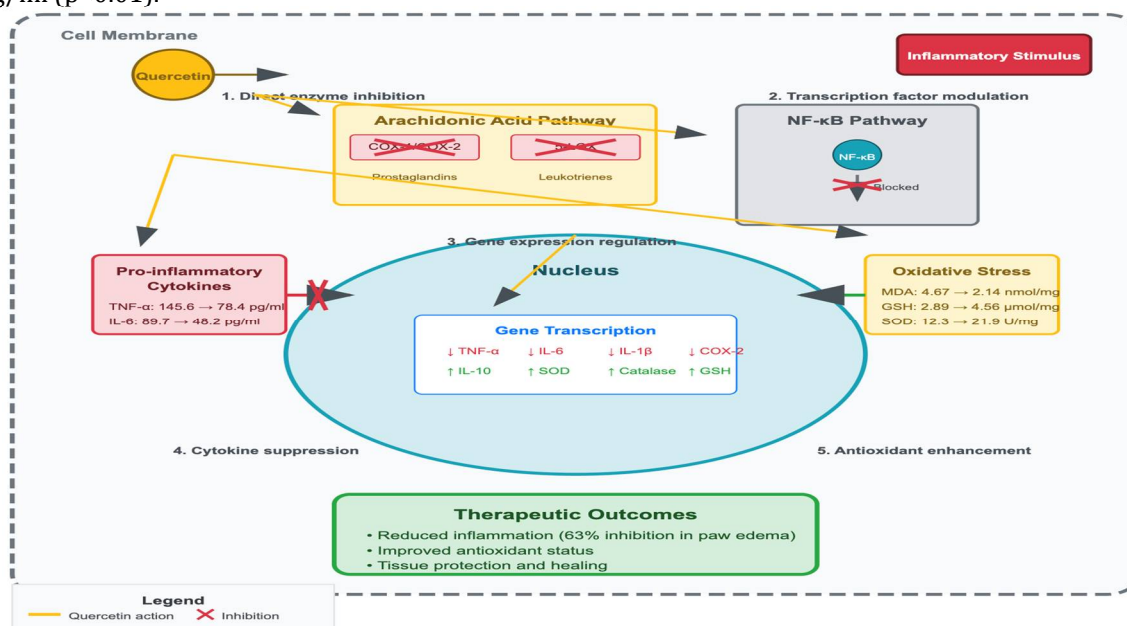 Cell Membrane
Inflammatory Stimulus
Quercetin
1. Direct enzyme inhibition
2. Transcription factor modulation
Arachidonic Acid Pathway
COX-1/COX-2
Prostaglandins
Leukotrienes
NF-κB Pathway
NF-κB
Blocked
3. Gene expression regulation
Pro-inflammatory
Cytokines
TNF-α: 145.6 → 78.4 pg/ml
IL-6: 89.7 → 48.2 pg/ml
Nucleus
Oxidative Stress
MDA: 4.67 → 2.14 nmol/mg
GSH: 2.89 → 4.56 μmol/mg
SOD: 12.3 → 21.9 U/mg
Gene Transcription
↓ TNF-α ↓ IL-6 ↓ IL-1β ↓ COX-2
↑ IL-10 ↑ SOD ↑ Catalase ↑ GSH
4. Cytokine suppression
5. Antioxidant enhancement
Therapeutic Outcomes
• Reduced inflammation (63% inhibition in paw edema)
• Improved antioxidant status
• Tissue protection and healing
Legend
Quercetin action
Inhibition